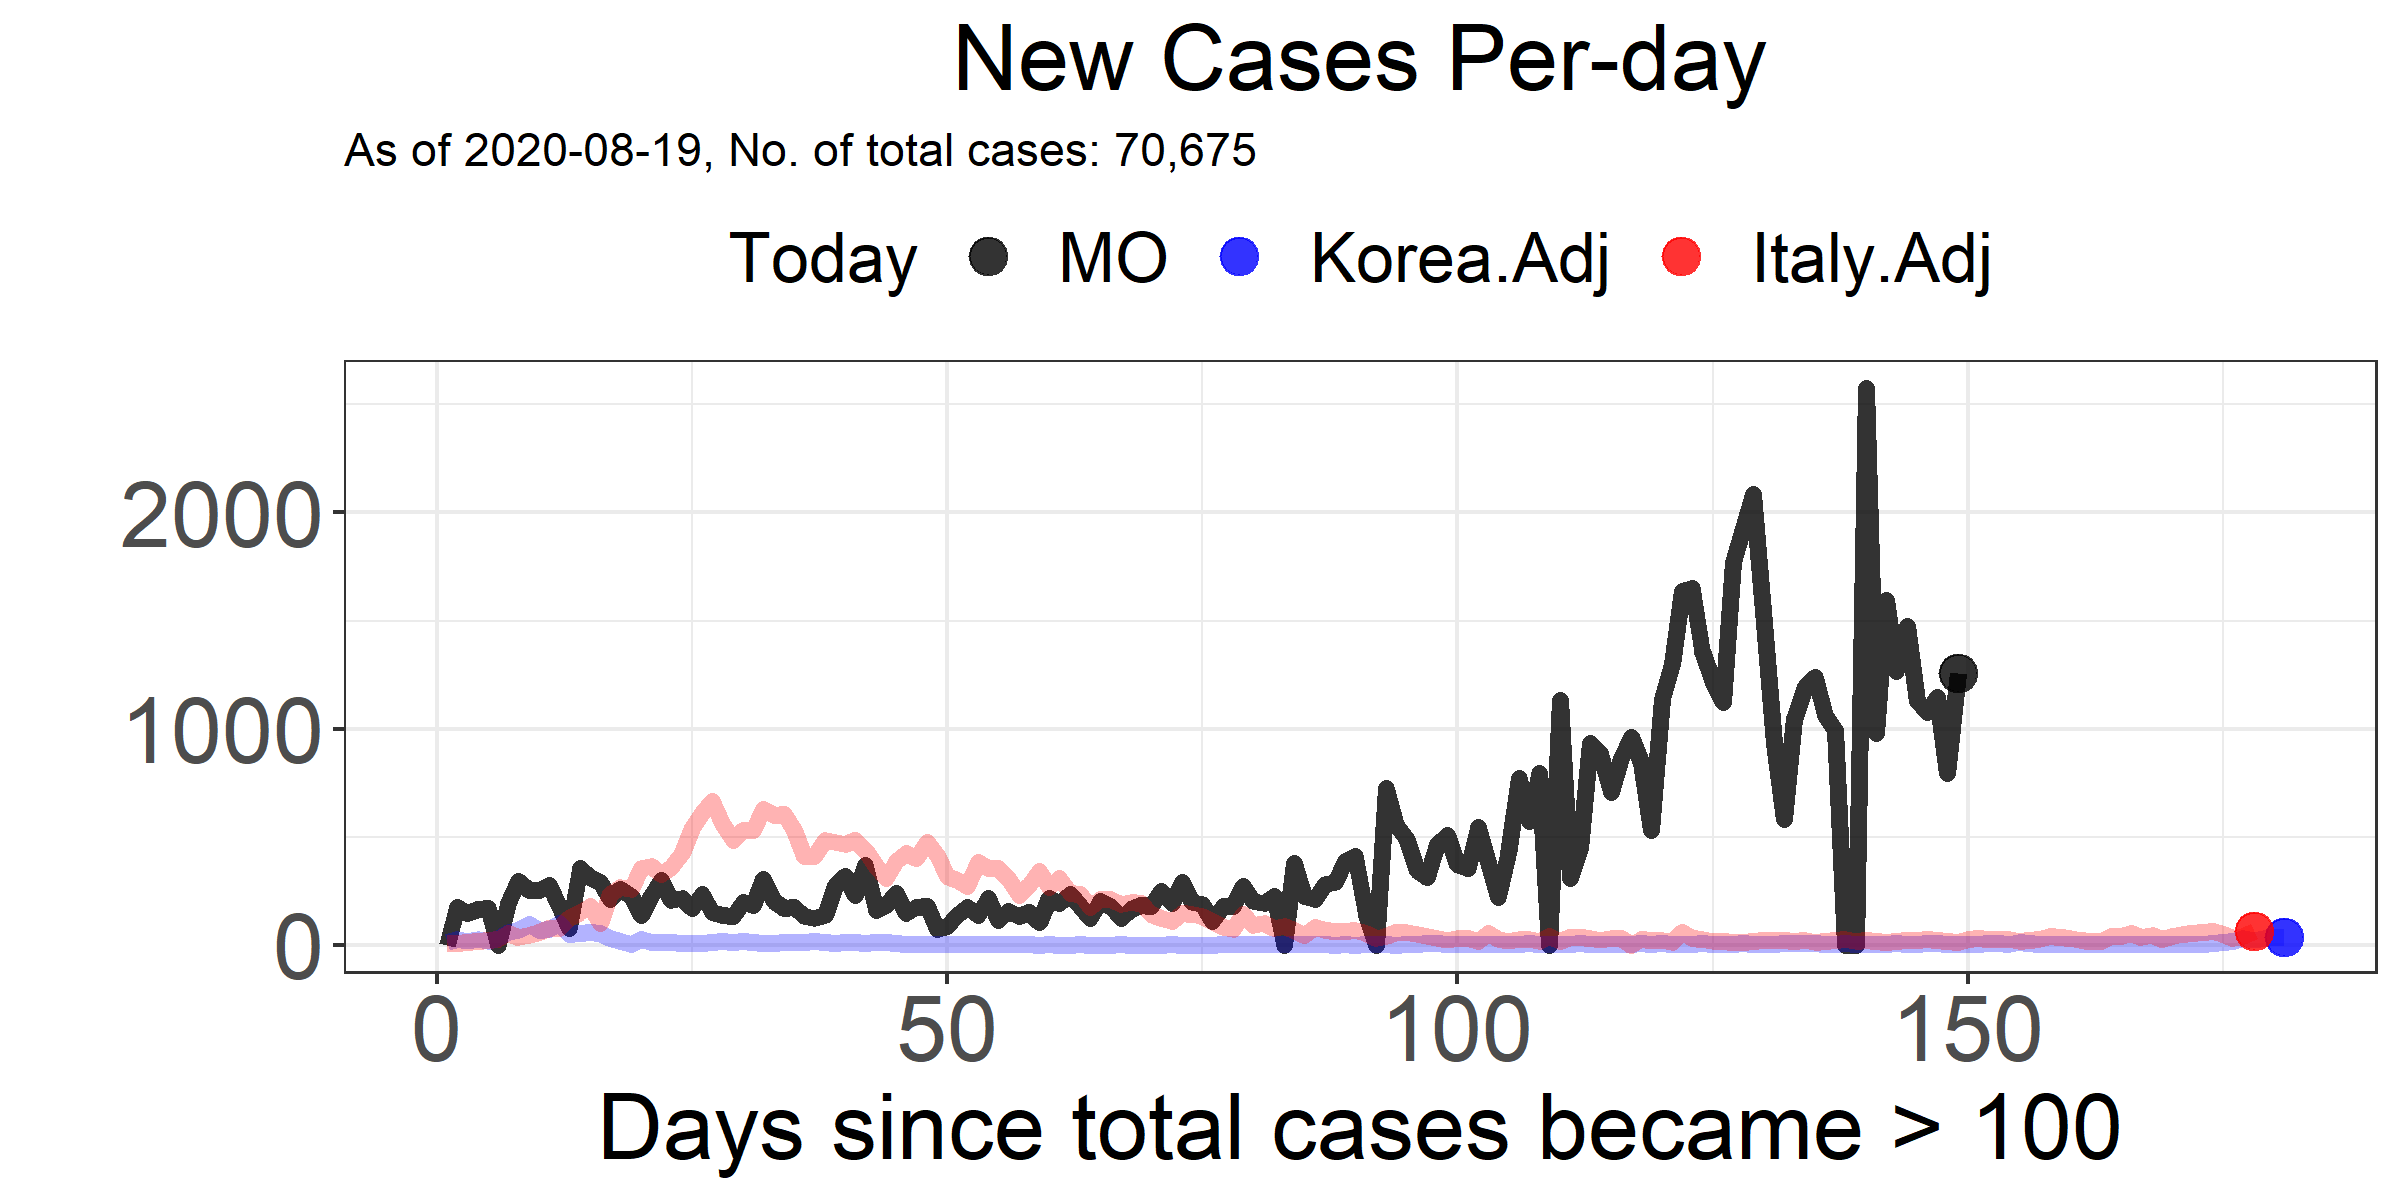 New Cases Per-day
As of 2020-08-19, No. of total cases: 70,675
Today MO Korea.Adj Italy.Adj
2000
1000
0
0 50 100 150
Days since total cases became > 100